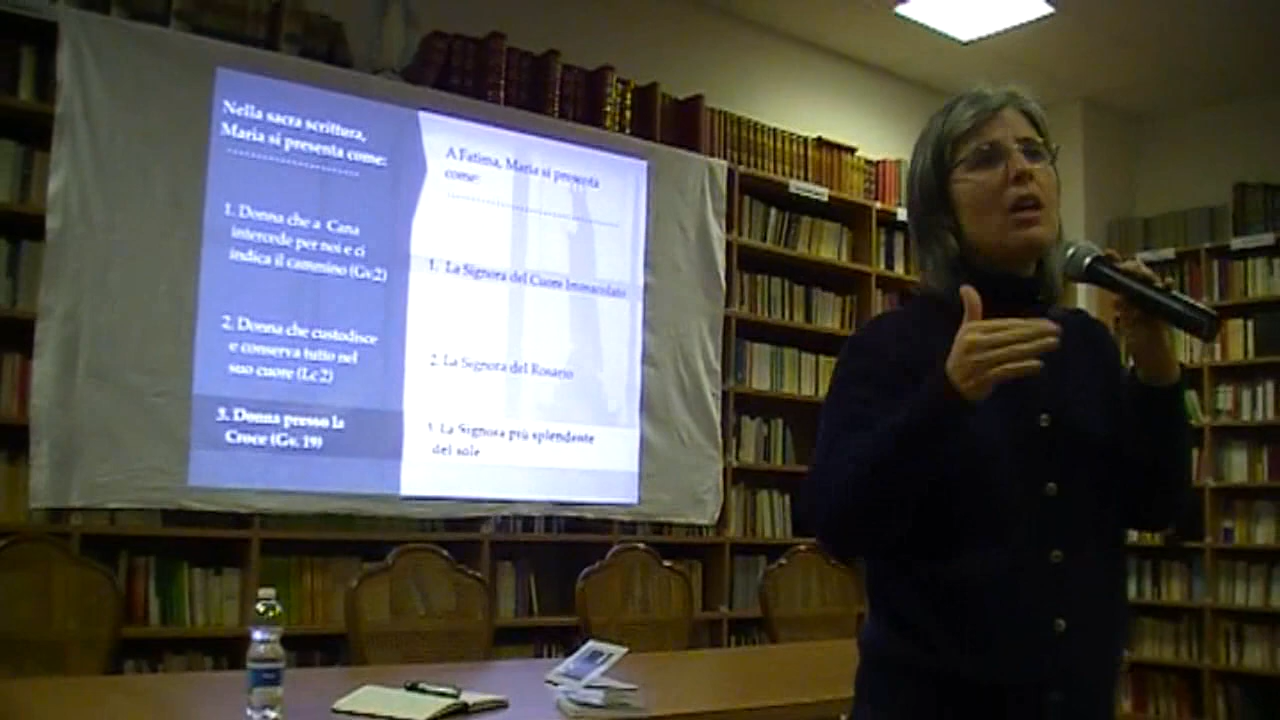 Nella sacra scrittura,
Maria si presenta come:
1. Donna che a Cana
intercede per noi e ci
indica il cammino (Gv.2)
2. Donna che custodisce
e conserva tutto nel
suo cuore (Lc 2)
3. Donna presso la
Croce (Gv. 19)
A Fatima, Maria si presenta
come:
1. La Signora del Cuore Immacolato
2. La Signora del Rosario
3. La Signora più splendente
del sole